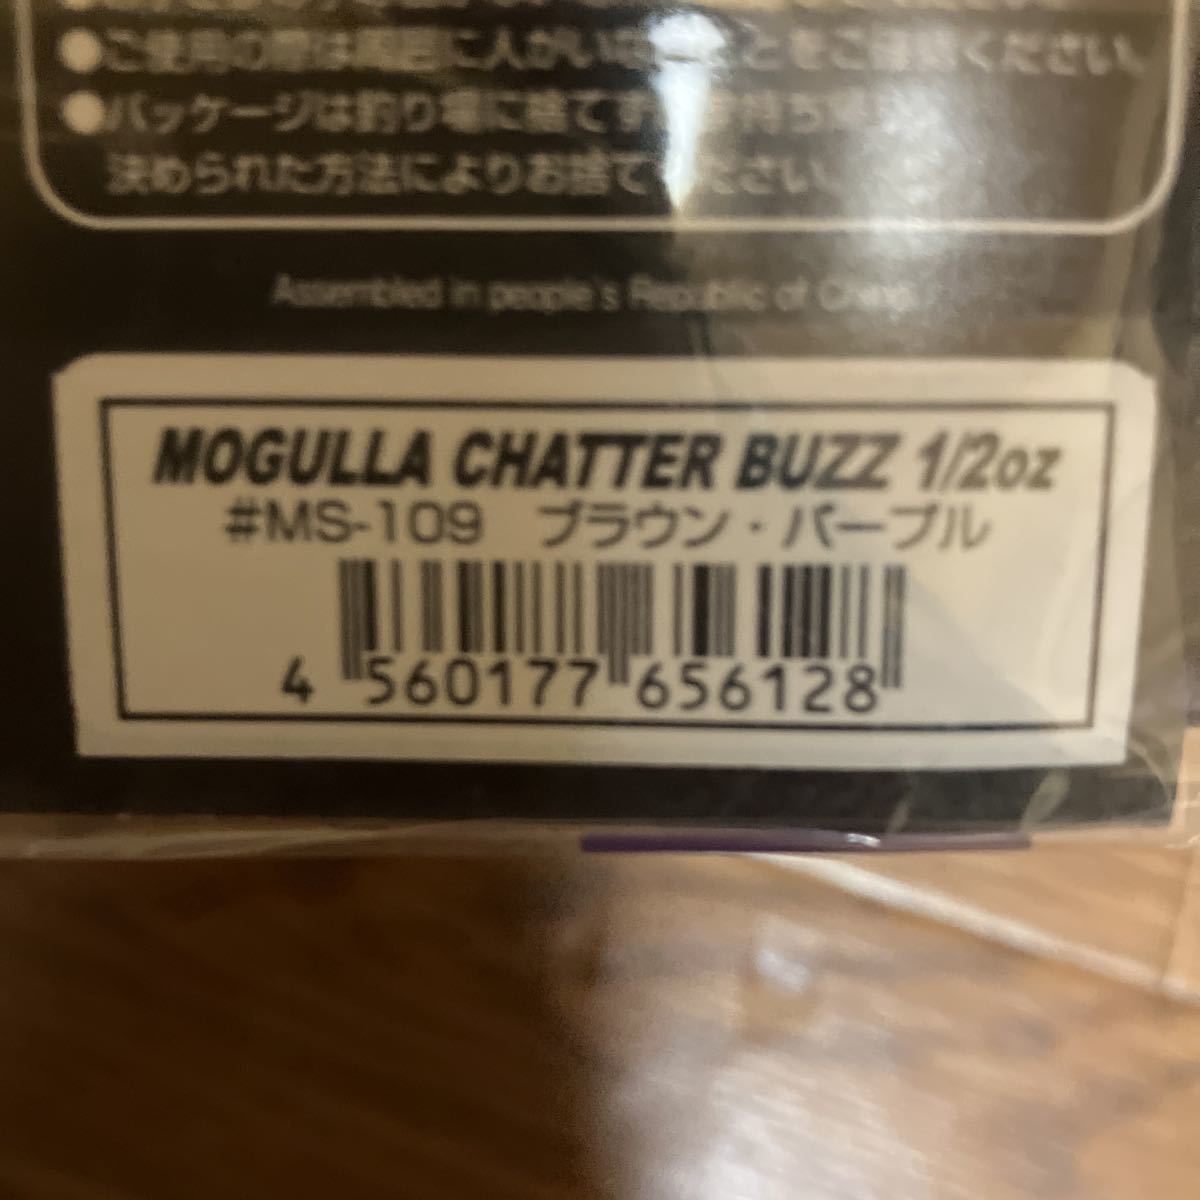 ●ご使用の際は周囲に人がいないことをご確認ください。
●パッケージは釣り場に捨てず、お持ち帰り
決められた方法によりお捨てください。
Assembled in people's Republic of China
MOGULLA CHATTER BUZZ 1/2oz
#MS-109 ブラウン・パープル
4 560177 656128